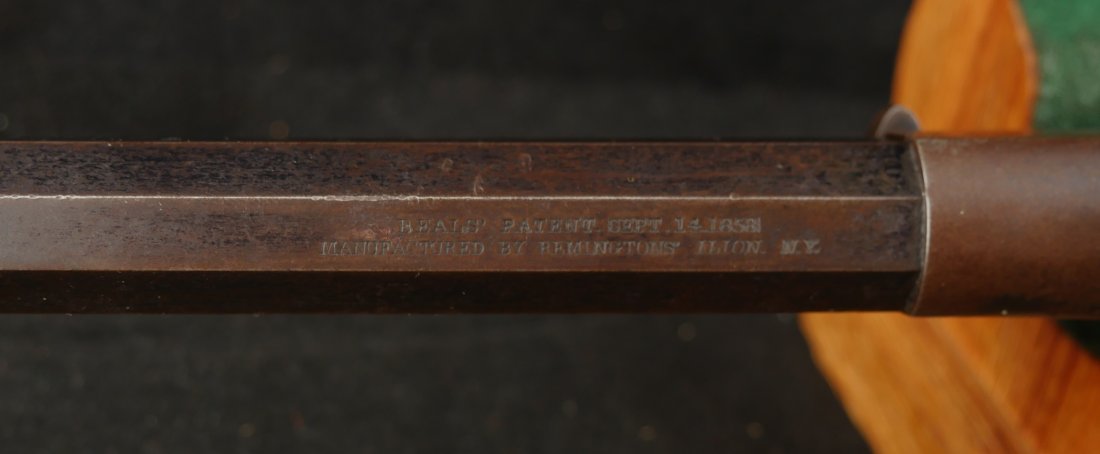 BEALS' PATENT SEPT. 14. 1858
MANUFACTURED BY REMINGTONS' ILION. N.Y.